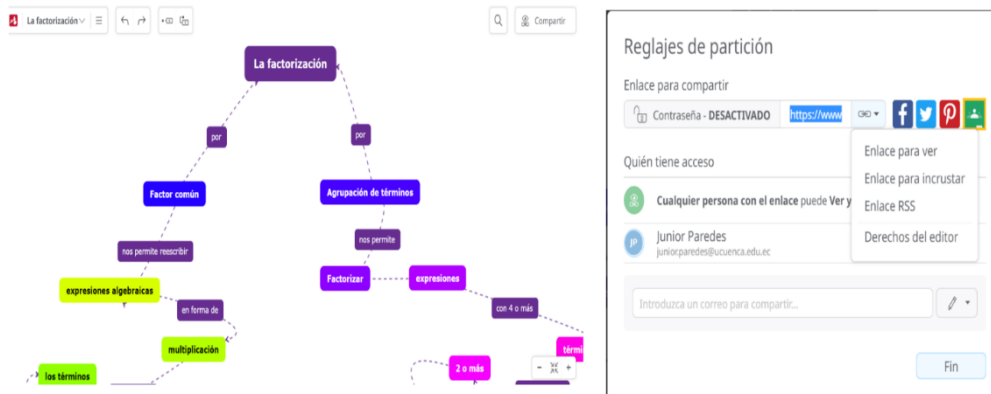 La factorización
Compartir
La factorización
por
por
Factor común
Agrupación de términos
nos permite reescribir
nos permite
expresiones algebraicas
Factorizar
expresiones
en forma de
con 4 o más
multiplicación
térmi
los términos
2 o más
Reglajes de partición
Enlace para compartir
Contraseña - DESACTIVADO
https://www
Quién tiene acceso
Enlace para ver
Enlace para incrustar
Enlace RSS
Derechos del editor
Cualquier persona con el enlace puede Ver y
JP
Junior Paredes
junior.paredes@ucuenca.edu.ec
Introduzca un correo para compartir...
Fin